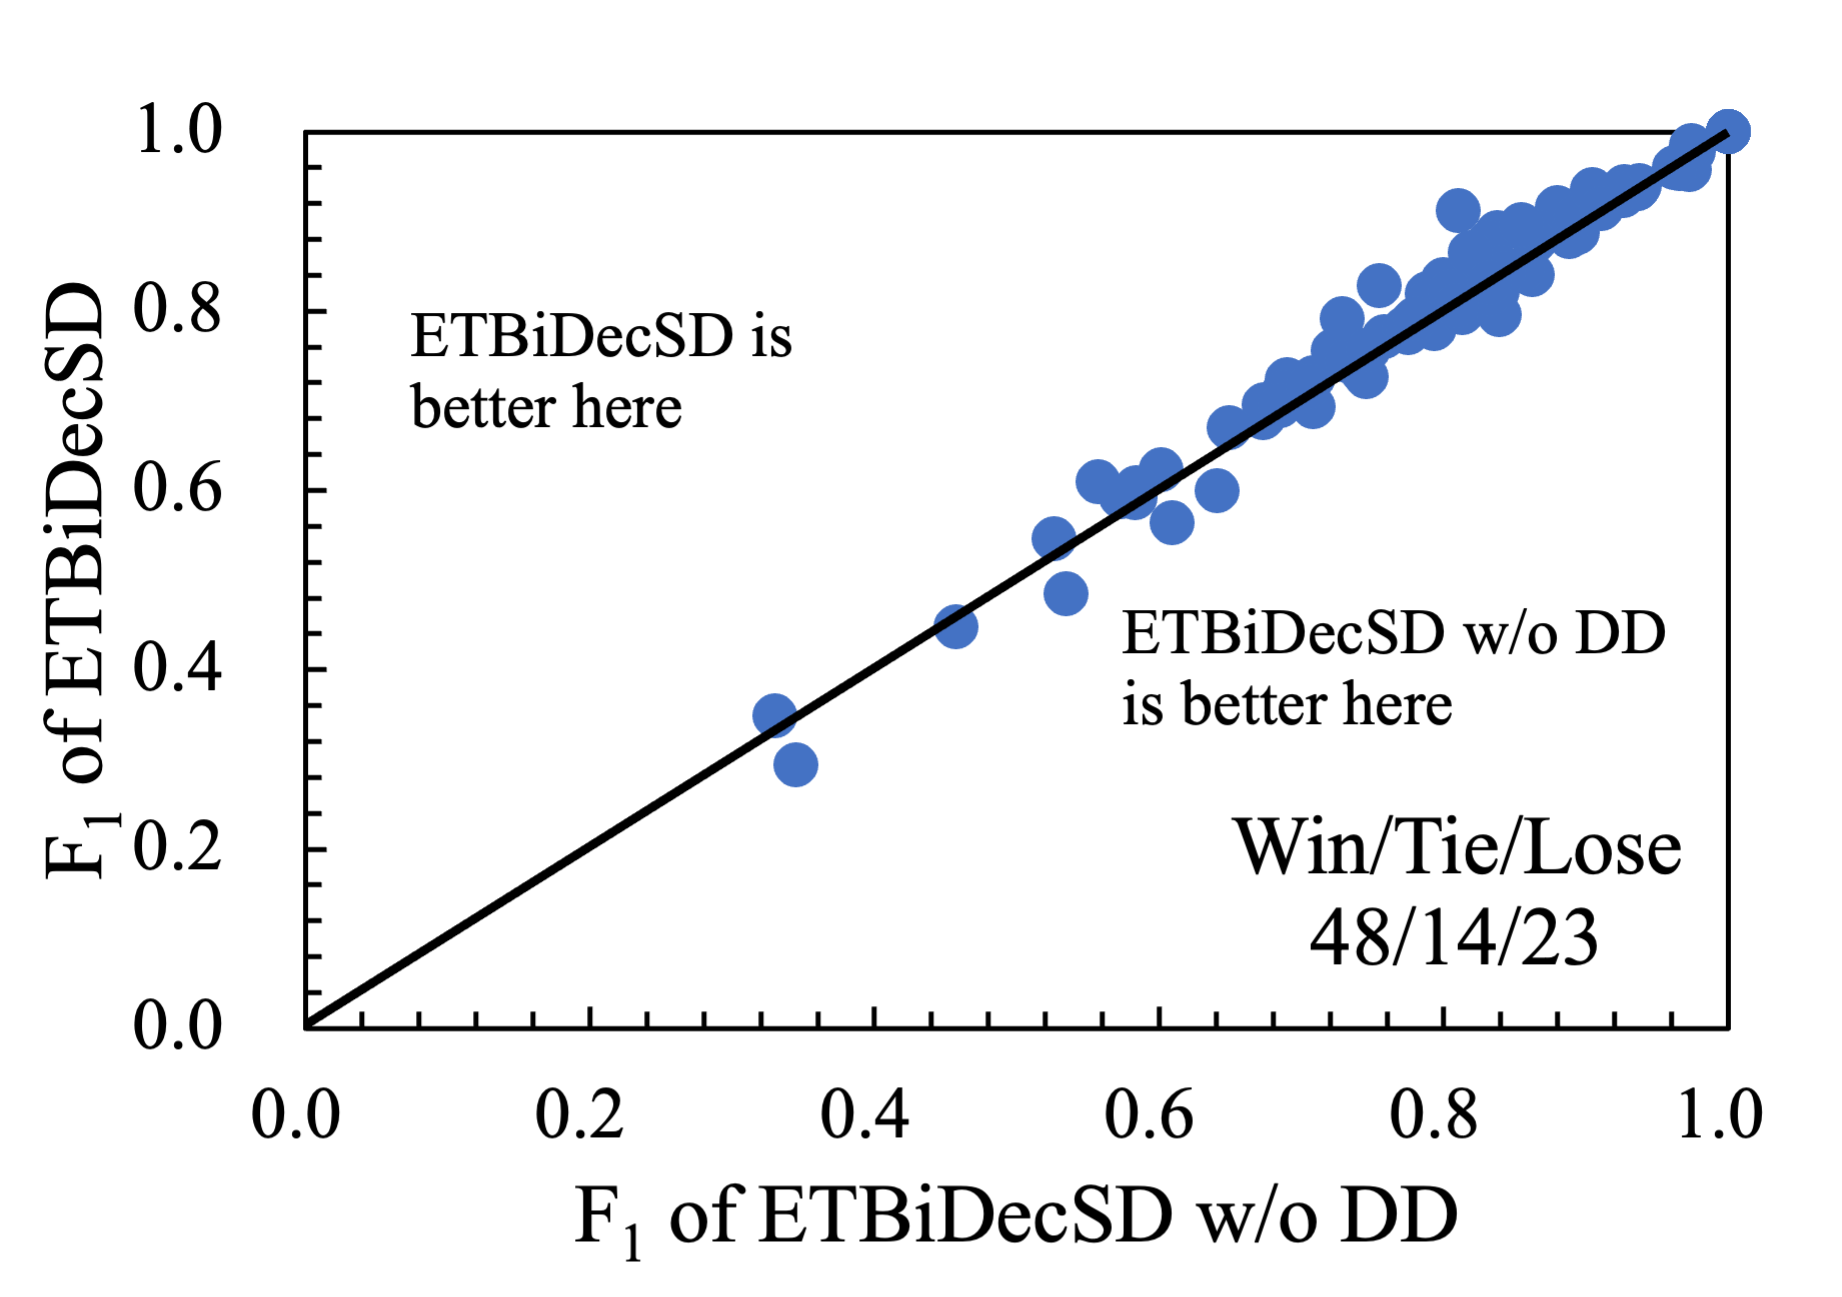 1.0
0.8
0.6
0.4
0.2
0.0
F1 of ETBiDecSD
ETBiDecSD is
better here
ETBiDecSD w/o DD
is better here
Win/Tie/Lose
48/14/23
0.0 0.2 0.4 0.6 0.8 1.0
F1 of ETBiDecSD w/o DD